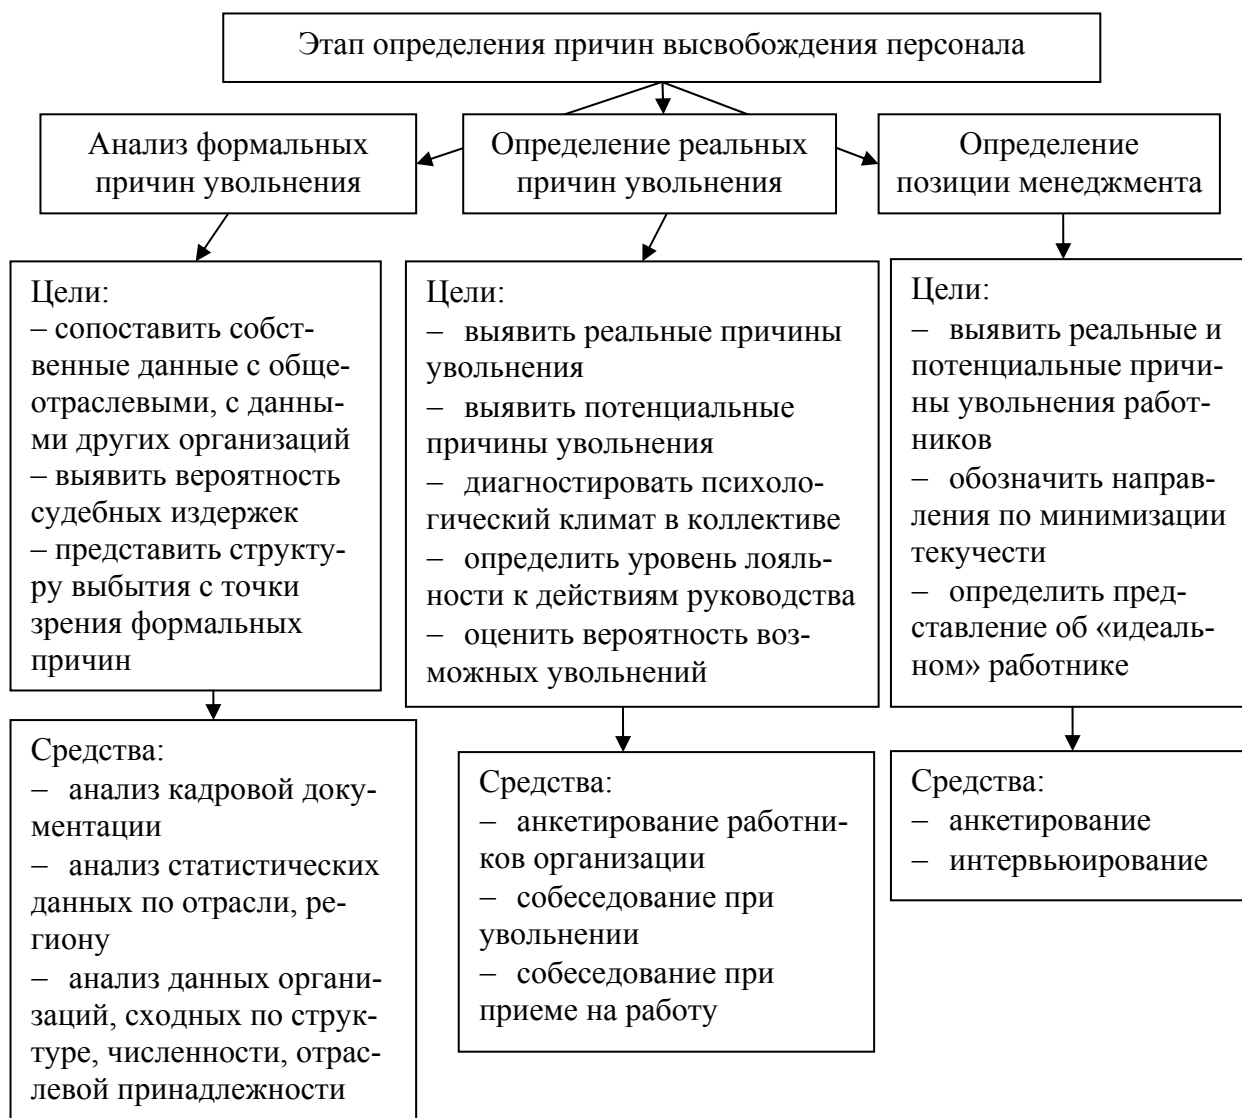 Этап определения причин высвобождения персонала
Анализ формальных
причин увольнения
Определение реальных
причин увольнения
Определение
позиции менеджмента
Цели:
– сопоставить собст-
венные данные с обще-
отраслевыми, с данны-
ми других организаций
– выявить вероятность
судебных издержек
– представить структу-
ру выбытия с точки
зрения формальных
причин
Цели:
– выявить реальные причины
увольнения
– выявить потенциальные
причины увольнения
– диагностировать психоло-
гический климат в коллективе
– определить уровень лояль-
ности к действиям руководства
– оценить вероятность воз-
можных увольнений
Цели:
– выявить реальные и
потенциальные причи-
ны увольнения работ-
ников
– обозначить направ-
ления по минимизации
текучести
– определить пред-
ставление об «идеаль-
ном» работнике
Средства:
– анализ кадровой доку-
ментации
– анализ статистических
данных по отрасли, ре-
гиону
– анализ данных органи-
заций, сходных по струк-
туре, численности, отрас-
левой принадлежности
Средства:
– анкетирование работни-
ков организации
– собеседование при
увольнении
– собеседование при
приеме на работу
Средства:
– анкетирование
– интервьюирование